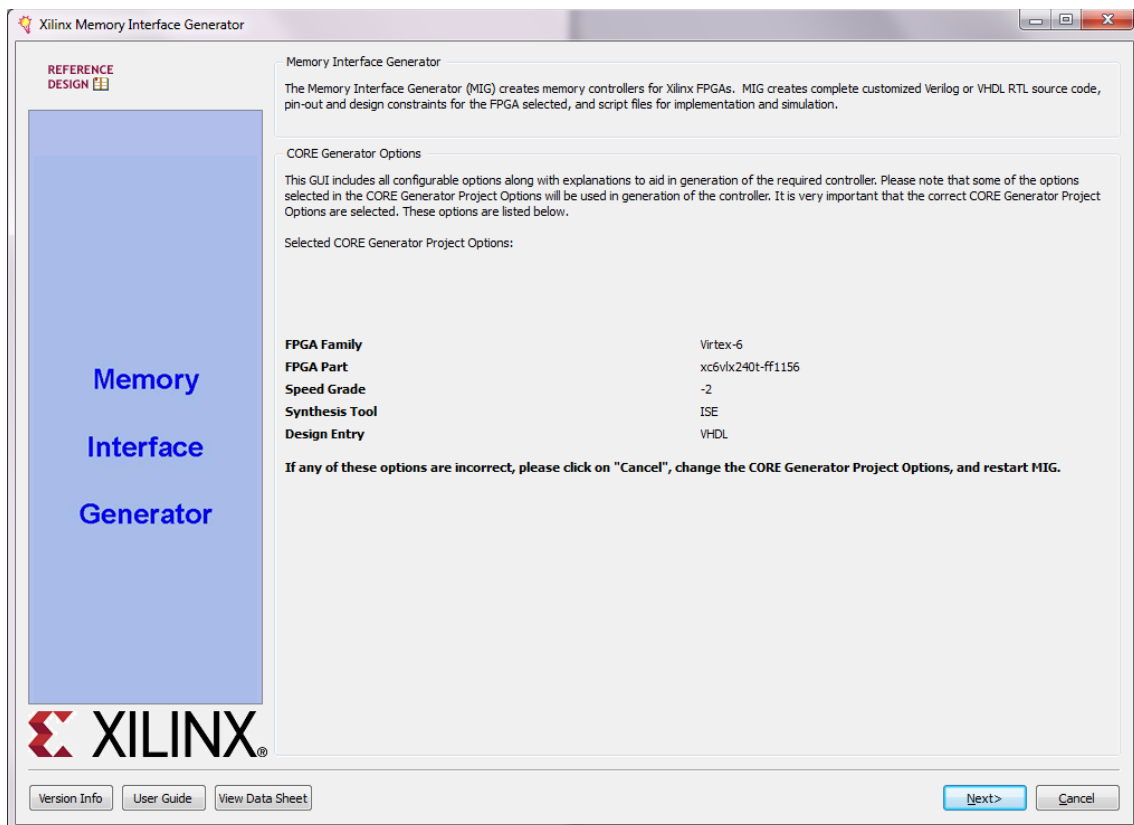 Xilinx Memory Interface Generator
REFERENCE
DESIGN
Memory
Interface
Generator
XILINX®
Memory Interface Generator
The Memory Interface Generator (MIG) creates memory controllers for Xilinx FPGAs. MIG creates complete customized Verilog or VHDL RTL source code,
pin-out and design constraints for the FPGA selected, and script files for implementation and simulation.
CORE Generator Options
This GUI includes all configurable options along with explanations to aid in generation of the required controller. Please note that some of the options
selected in the CORE Generator Project Options will be used in generation of the controller. It is very important that the correct CORE Generator Project
Options are selected. These options are listed below.
Selected CORE Generator Project Options:
FPGA Family Virtex-6
FPGA Part xc6vlx240t-ff1156
Speed Grade -2
Synthesis Tool ISE
Design Entry VHDL
If any of these options are incorrect, please click on "Cancel", change the CORE Generator Project Options, and restart MIG.
Version Info User Guide View Data Sheet Next> Cancel